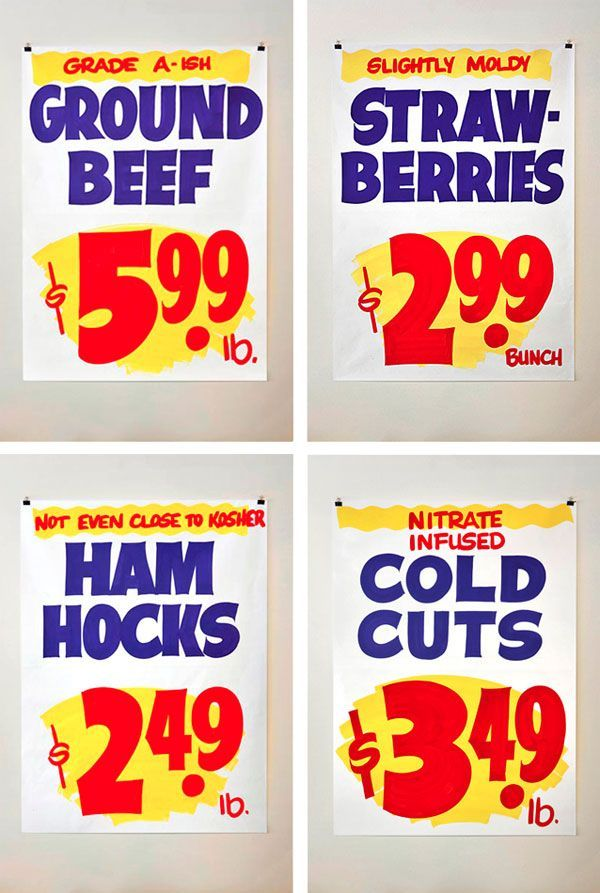 GRADE A-ISH
GROUND
BEEF
$5.99
lb.
SLIGHTLY MOLDY
STRAW-
BERRIES
$2.99
BUNCH
NOT EVEN CLOSE TO KOSHER
HAM
HOCKS
$2.49
lb.
NITRATE
INFUSED
COLD
CUTS
$3.49
lb.